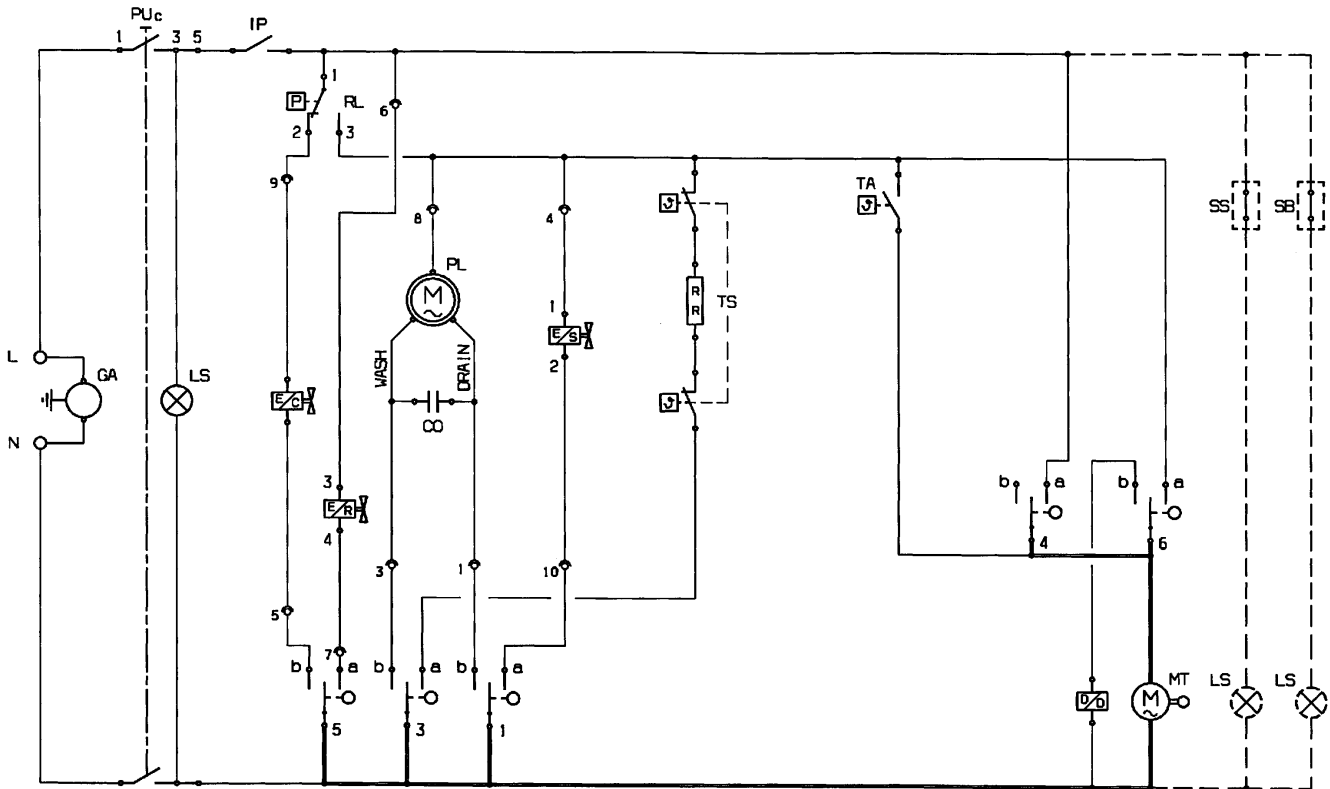 PUc
IP
1
3
5
1
P
RL
6
2
3
9
ϑ
TA
ϑ
SS
SB
8
4
PL
M
~
R
R
TS
1
E/S
2
L
GA
LS
WASH
DRAIN
E/C
ϑ
N
CO
3
E/R
4
b
a
b
a
4
6
3
1
10
5
7
b
a
b
a
b
a
5
3
1
D/D
M
~
MT
LS
LS